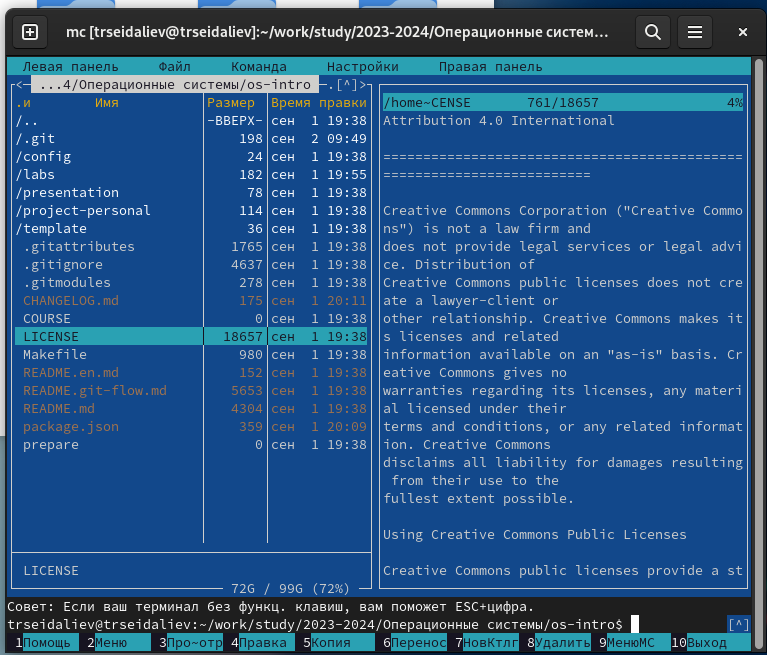 mc [trseidaliev@trseidaliev]:~/work/study/2023-2024/Операционные систем…
Левая панель Файл Команда Настройки Правая панель
<─ ...4/Операционные системы/os-intro ─.[^]>
.и Имя Размер Время правки
/.. -ВВЕРХ- сен 1 19:38
/.git 198 сен 2 09:49
/config 24 сен 1 19:38
/labs 182 сен 1 19:55
/presentation 78 сен 1 19:38
/project-personal 114 сен 1 19:38
/template 36 сен 1 19:38
.gitattributes 1765 сен 1 19:38
.gitignore 4637 сен 1 19:38
.gitmodules 278 сен 1 19:38
CHANGELOG.md 175 сен 1 20:11
COURSE 0 сен 1 19:38
LICENSE 18657 сен 1 19:38
Makefile 980 сен 1 19:38
README.en.md 152 сен 1 19:38
README.git-flow.md 5653 сен 1 19:38
README.md 4304 сен 1 19:38
package.json 359 сен 1 20:09
prepare 0 сен 1 19:38
LICENSE
72G / 99G (72%)
/home~CENSE 761/18657 4%
Attribution 4.0 International
=============================================
==========================
Creative Commons Corporation ("Creative Commo
ns") is not a law firm and
does not provide legal services or legal advi
ce. Distribution of
Creative Commons public licenses does not cre
ate a lawyer-client or
other relationship. Creative Commons makes it
s licenses and related
information available on an "as-is" basis. Cr
eative Commons gives no
warranties regarding its licenses, any materi
al licensed under their
terms and conditions, or any related informat
ion. Creative Commons
disclaims all liability for damages resulting
from their use to the
fullest extent possible.
Using Creative Commons Public Licenses
Creative Commons public licenses provide a st
Совет: Если ваш терминал без функц. клавиш, вам поможет ESC+цифра.
trseidaliev@trseidaliev:~/work/study/2023-2024/Операционные системы/os-intro$ [^]
1Помощь 2Меню 3Про~отр 4Правка 5Копия 6Перенос 7НовКтлг 8Удалить 9МенюМС 10Выход